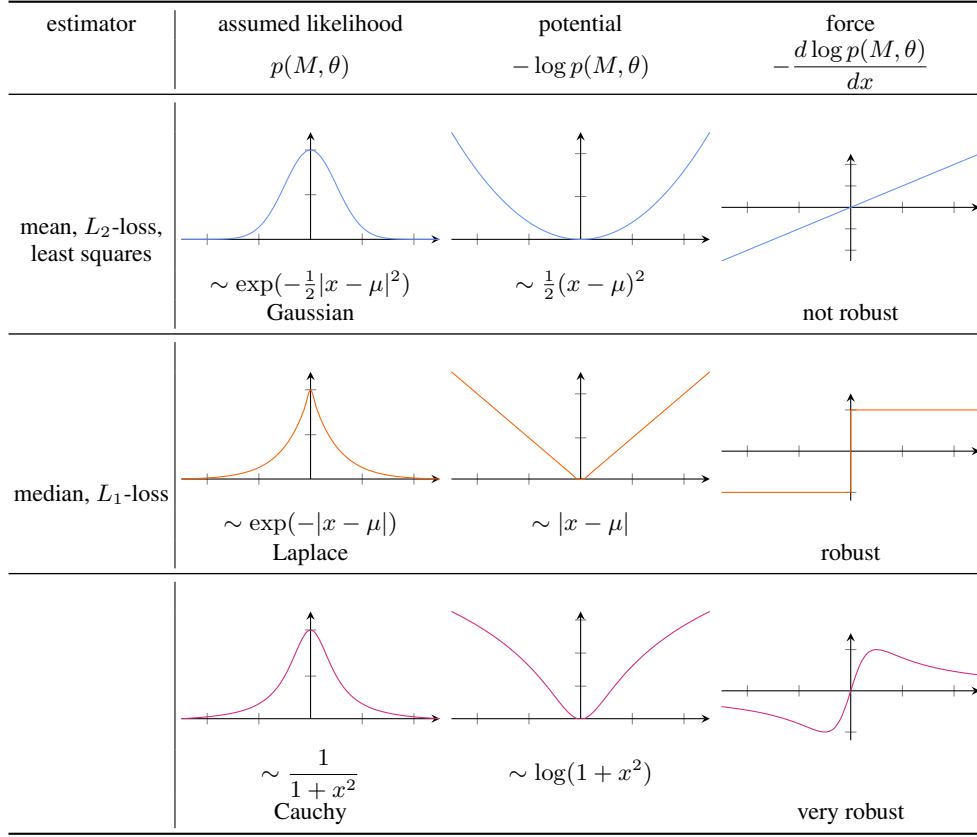 estimator assumed likelihood potential force
p(M, θ) − log p(M, θ) − d log p(M, θ) / dx
mean, L₂-loss,
least squares
∼ exp(−½|x − μ|²) ∼ ½(x − μ)²
Gaussian not robust
median, L₁-loss
∼ exp(−|x − μ|) ∼ |x − μ|
Laplace robust
∼ 1 / 1 + x² ∼ log(1 + x²)
Cauchy very robust